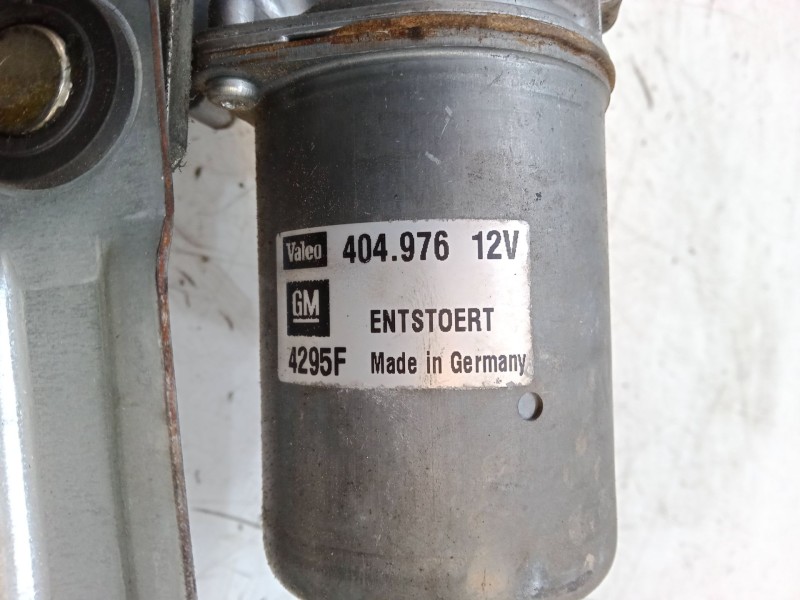 Valeo 404.976 12V
GM ENTSTOERT
4295F Made in Germany